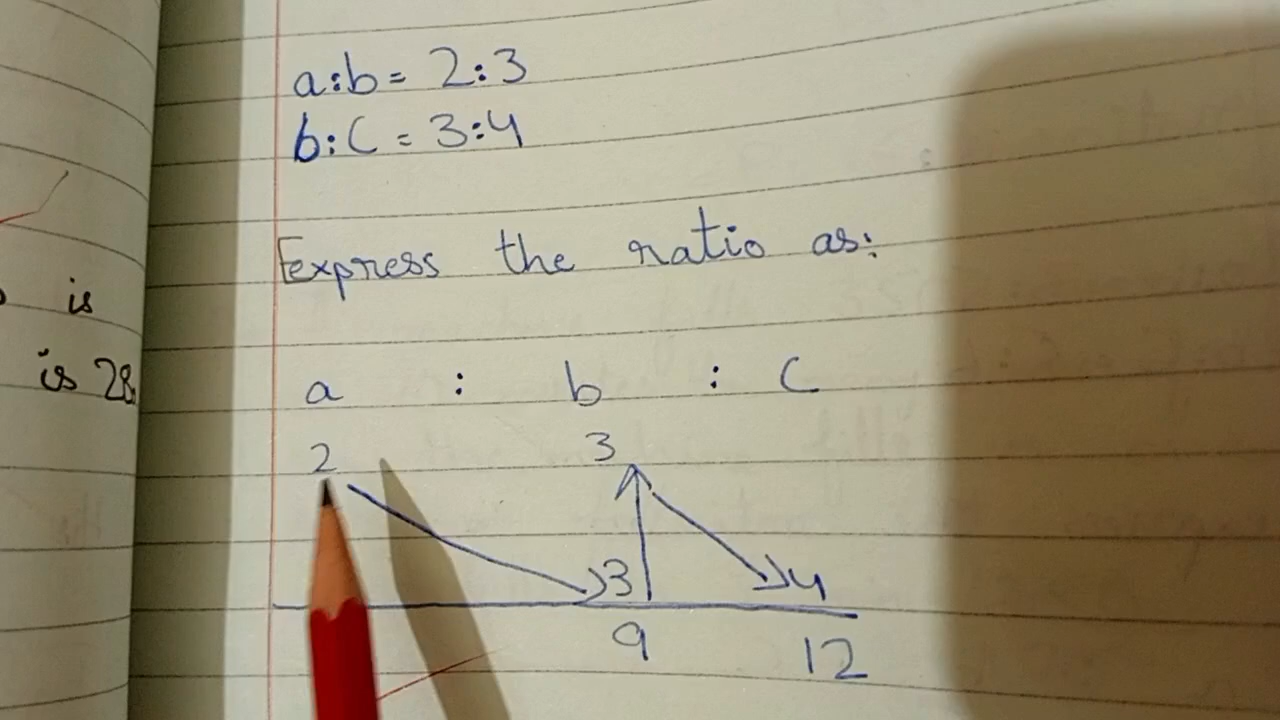 is
is 28.
a:b = 2:3
b:c = 3:4
Express the ratio as:
a : b : c
2 3
3 4
9 12